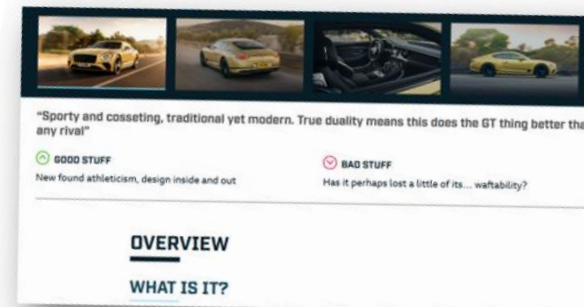 "Sporty and cosseting, traditional yet modern. True duality means this does the GT thing better tha
any rival"
GOOD STUFF
BAD STUFF
New found athleticism, design inside and out
Has it perhaps lost a little of its... waftability?
OVERVIEW
WHAT IS IT?